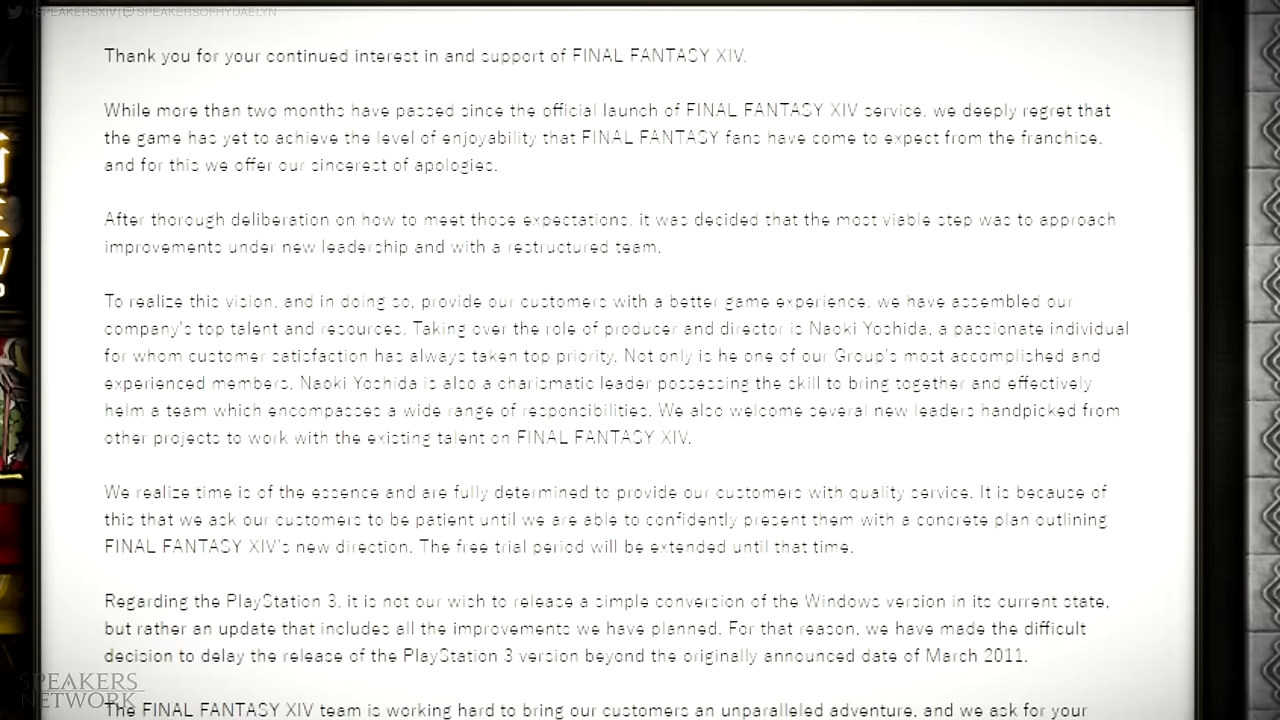 @SPEAKERSXIV | SPEAKERSOFHYDAELYN
Thank you for your continued interest in and support of FINAL FANTASY XIV.
While more than two months have passed since the official launch of FINAL FANTASY XIV service, we deeply regret that
the game has yet to achieve the level of enjoyability that FINAL FANTASY fans have come to expect from the franchise,
and for this we offer our sincerest of apologies.
After thorough deliberation on how to meet those expectations, it was decided that the most viable step was to approach
improvements under new leadership and with a restructured team.
To realize this vision, and in doing so, provide our customers with a better game experience, we have assembled our
company's top talent and resources. Taking over the role of producer and director is Naoki Yoshida, a passionate individual
for whom customer satisfaction has always taken top priority. Not only is he one of our Group's most accomplished and
experienced members, Naoki Yoshida is also a charismatic leader possessing the skill to bring together and effectively
helm a team which encompasses a wide range of responsibilities. We also welcome several new leaders handpicked from
other projects to work with the existing talent on FINAL FANTASY XIV.
We realize time is of the essence and are fully determined to provide our customers with quality service. It is because of
this that we ask our customers to be patient until we are able to confidently present them with a concrete plan outlining
FINAL FANTASY XIV's new direction. The free trial period will be extended until that time.
Regarding the PlayStation 3, it is not our wish to release a simple conversion of the Windows version in its current state,
but rather an update that includes all the improvements we have planned. For that reason, we have made the difficult
decision to delay the release of the PlayStation 3 version beyond the originally announced date of March 2011.
The FINAL FANTASY XIV team is working hard to bring our customers an unparalleled adventure, and we ask for your
SPEAKERS
NETWORK